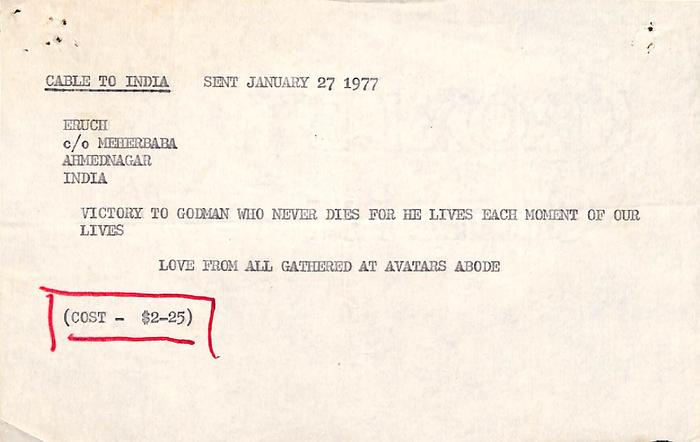 CABLE TO INDIA SENT JANUARY 27 1977
ERUCH
c/o MEHERBABA
AHMEDNAGAR
INDIA
VICTORY TO GODMAN WHO NEVER DIES FOR HE LIVES EACH MOMENT OF OUR
LIVES
LOVE FROM ALL GATHERED AT AVATARS ABODE
(COST - $2-25)